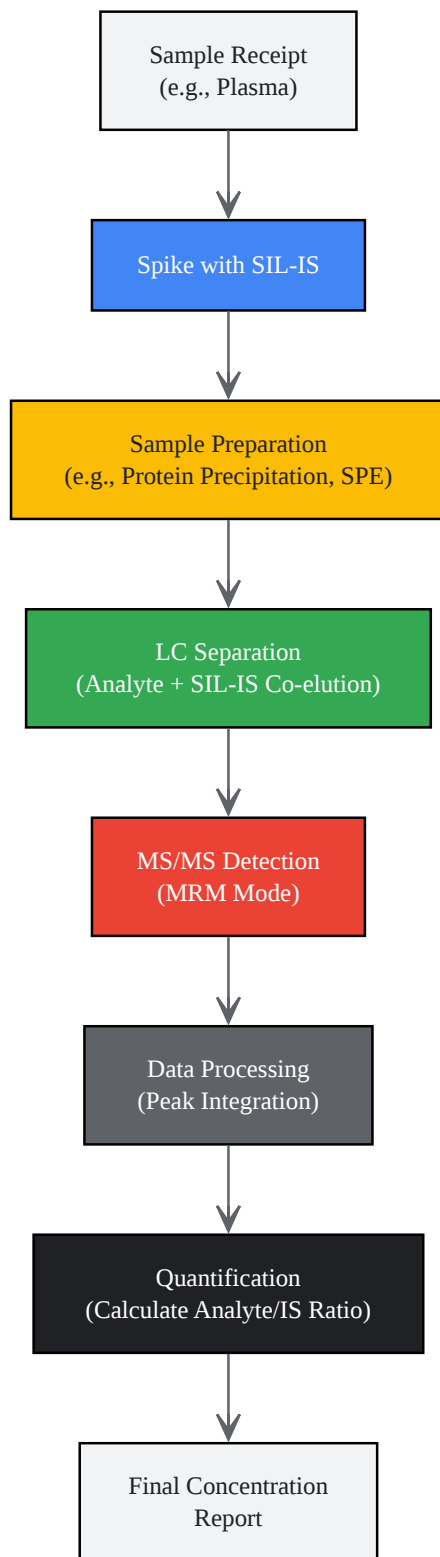 Sample Receipt
(e.g., Plasma)
Spike with SIL-IS
Sample Preparation
(e.g., Protein Precipitation, SPE)
LC Separation
(Analyte + SIL-IS Co-elution)
MS/MS Detection
(MRM Mode)
Data Processing
(Peak Integration)
Quantification
(Calculate Analyte/IS Ratio)
Final Concentration
Report